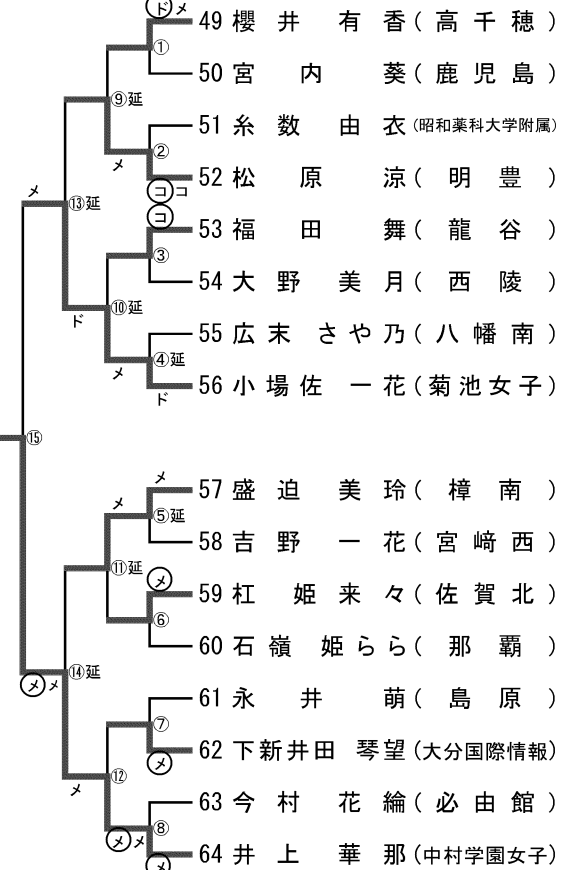 ド メ
49 櫻井 有香 (高千穂)
①
50 宮内 葵 (鹿児島)
⑨延
51 糸数 由衣 (昭和薬科大学附属)
②
メ
52 松原 涼 (明豊)
コ コ
メ
⑬延
コ
53 福田 舞 (龍谷)
③
54 大野 美月 (西陵)
⑩延
ド
55 広末 さや乃 (八幡南)
④延
メ
56 小場佐 一花 (菊池女子)
ド
⑮
メ
57 盛迫 美玲 (樟南)
メ
⑤延
58 吉野 一花 (宮﨑西)
⑪延
メ
59 杠 姫来々 (佐賀北)
⑥
60 石嶺 姫らら (那覇)
⑭延
メ メ
61 永井 萌 (島原)
⑦
62 下新井田 琴望 (大分国際情報)
メ
⑫
メ
63 今村 花綸 (必由館)
⑧
メ メ
64 井上 華那 (中村学園女子)
メ